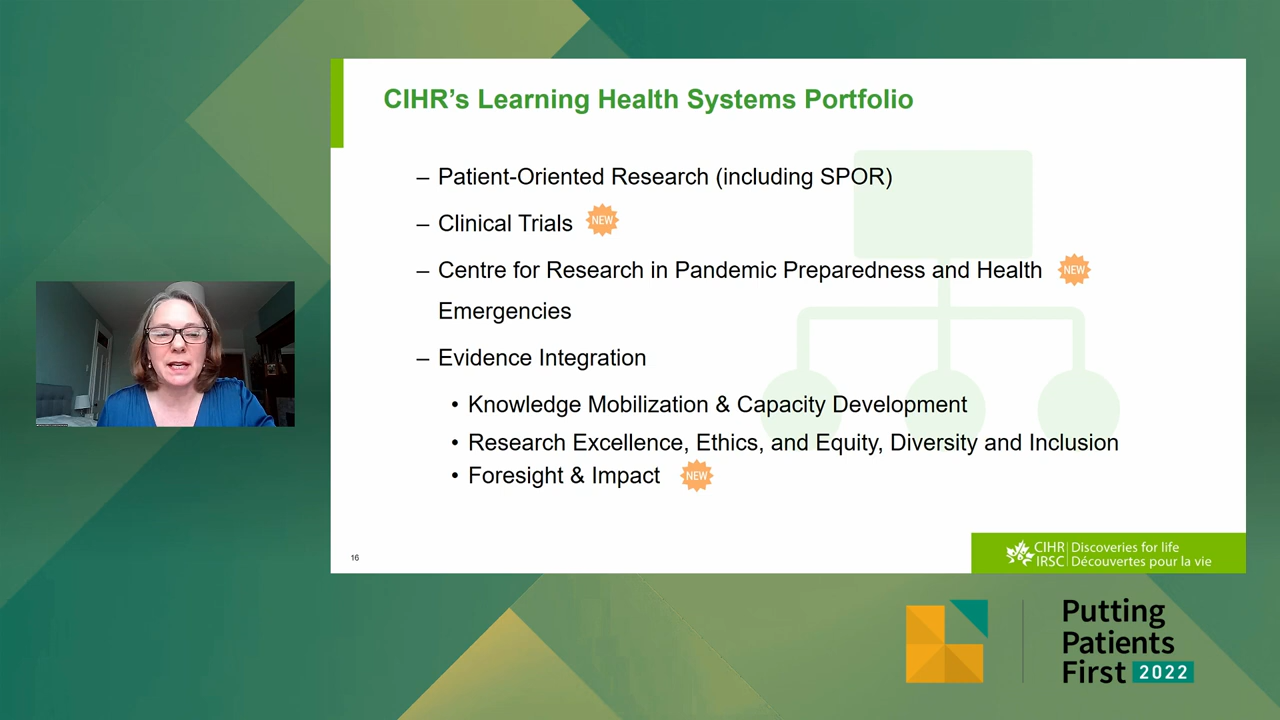 CIHR’s Learning Health Systems Portfolio
– Patient-Oriented Research (including SPOR)
– Clinical Trials NEW
– Centre for Research in Pandemic Preparedness and Health NEW
Emergencies
– Evidence Integration
• Knowledge Mobilization & Capacity Development
• Research Excellence, Ethics, and Equity, Diversity and Inclusion
• Foresight & Impact NEW
16
CIHR Discoveries for life
IRSC Découvertes pour la vie
Putting
Patients
First 2022